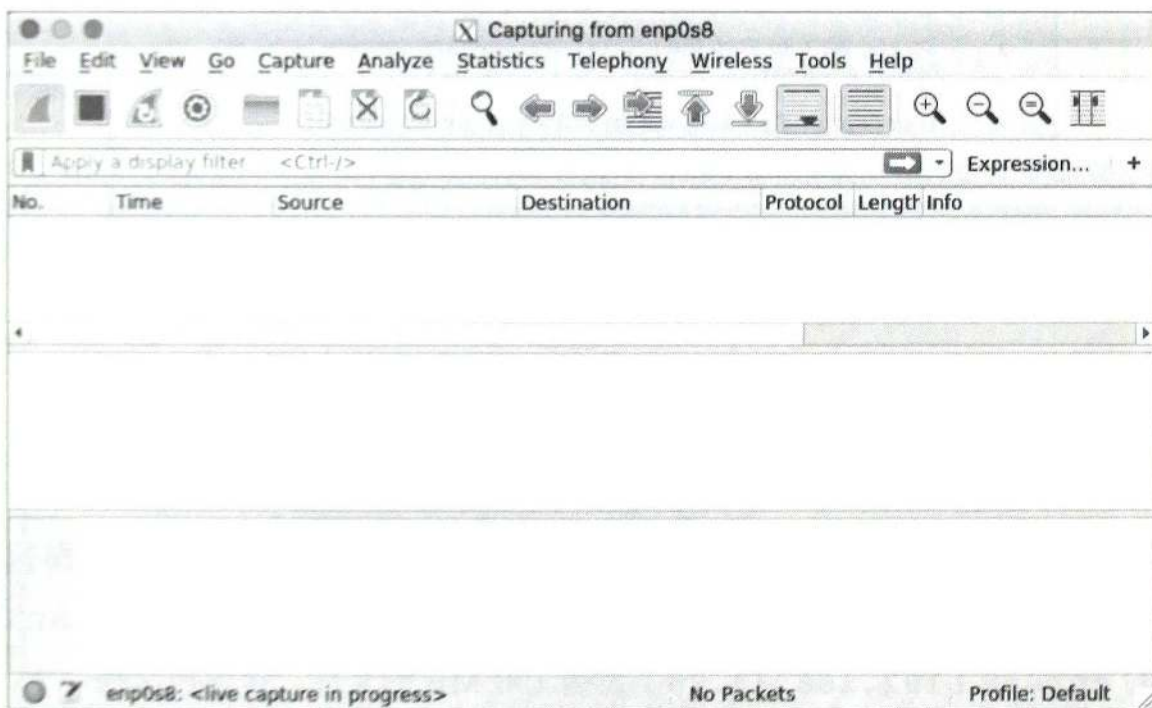 Capturing from enp0s8
File Edit View Go Capture Analyze Statistics Telephony Wireless Tools Help
Apply a display filter ... <Ctrl-/> Expression... +
No. Time Source Destination Protocol Length Info
enp0s8: <live capture in progress> No Packets Profile: Default